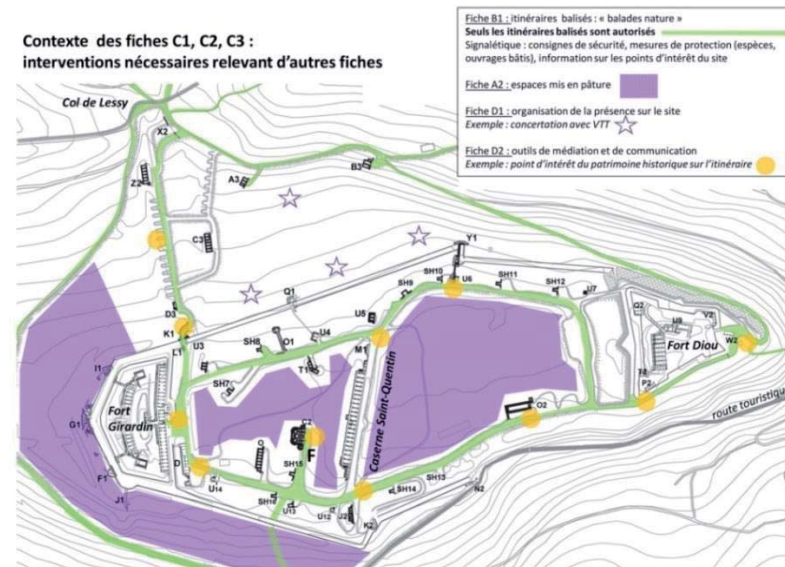 Contexte des fiches C1, C2, C3 :
interventions nécessaires relevant d'autres fiches
Fiche B1 : itinéraires balisés : « balades nature »
Seuls les itinéraires balisés sont autorisés
Signalétique : consignes de sécurité, mesures de protection (espèces,
ouvrages bâtis), information sur les points d'intérêt du site
Fiche A2 : espaces mis en pâture
Fiche D1 : organisation de la présence sur le site
Exemple : concertation avec VTT
Fiche D2 : outils de médiation et de communication
Exemple : point d'intérêt du patrimoine historique sur l'itinéraire
Col de Lessy
X2
Z2
A3
B3
C3
Y1
Q1
SH10
U6
SH11
SH9
SH12
U7
D3
K1
L1
U3
SH8
O1
U4
U5
M1
Q2
U9
V2
W2
Fort Diou
I1
SH7
Caserne Saint-Quentin
P2
O2
route touristique
Fort
Girardin
G1
C2
F
D
O
F1
J1
U14
SH15
SH16
U13
U12
J2
K2
SH14
SH13
N2